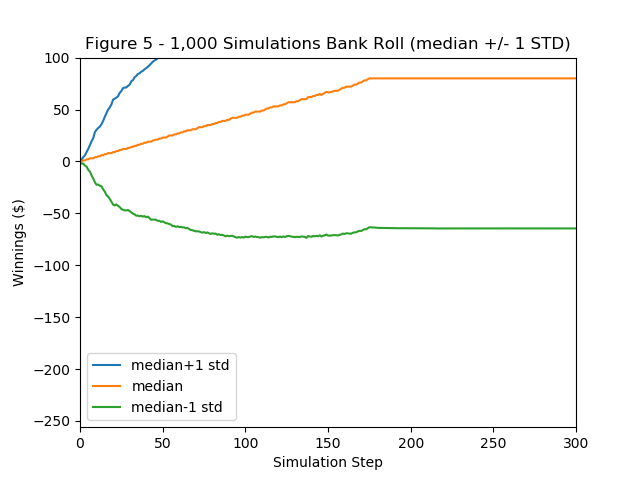 Figure 5 - 1,000 Simulations Bank Roll (median +/- 1 STD)
Winnings ($)
100
50
0
−50
−100
−150
−200
−250
median+1 std
median
median-1 std
0
50
100
150
200
250
300
Simulation Step